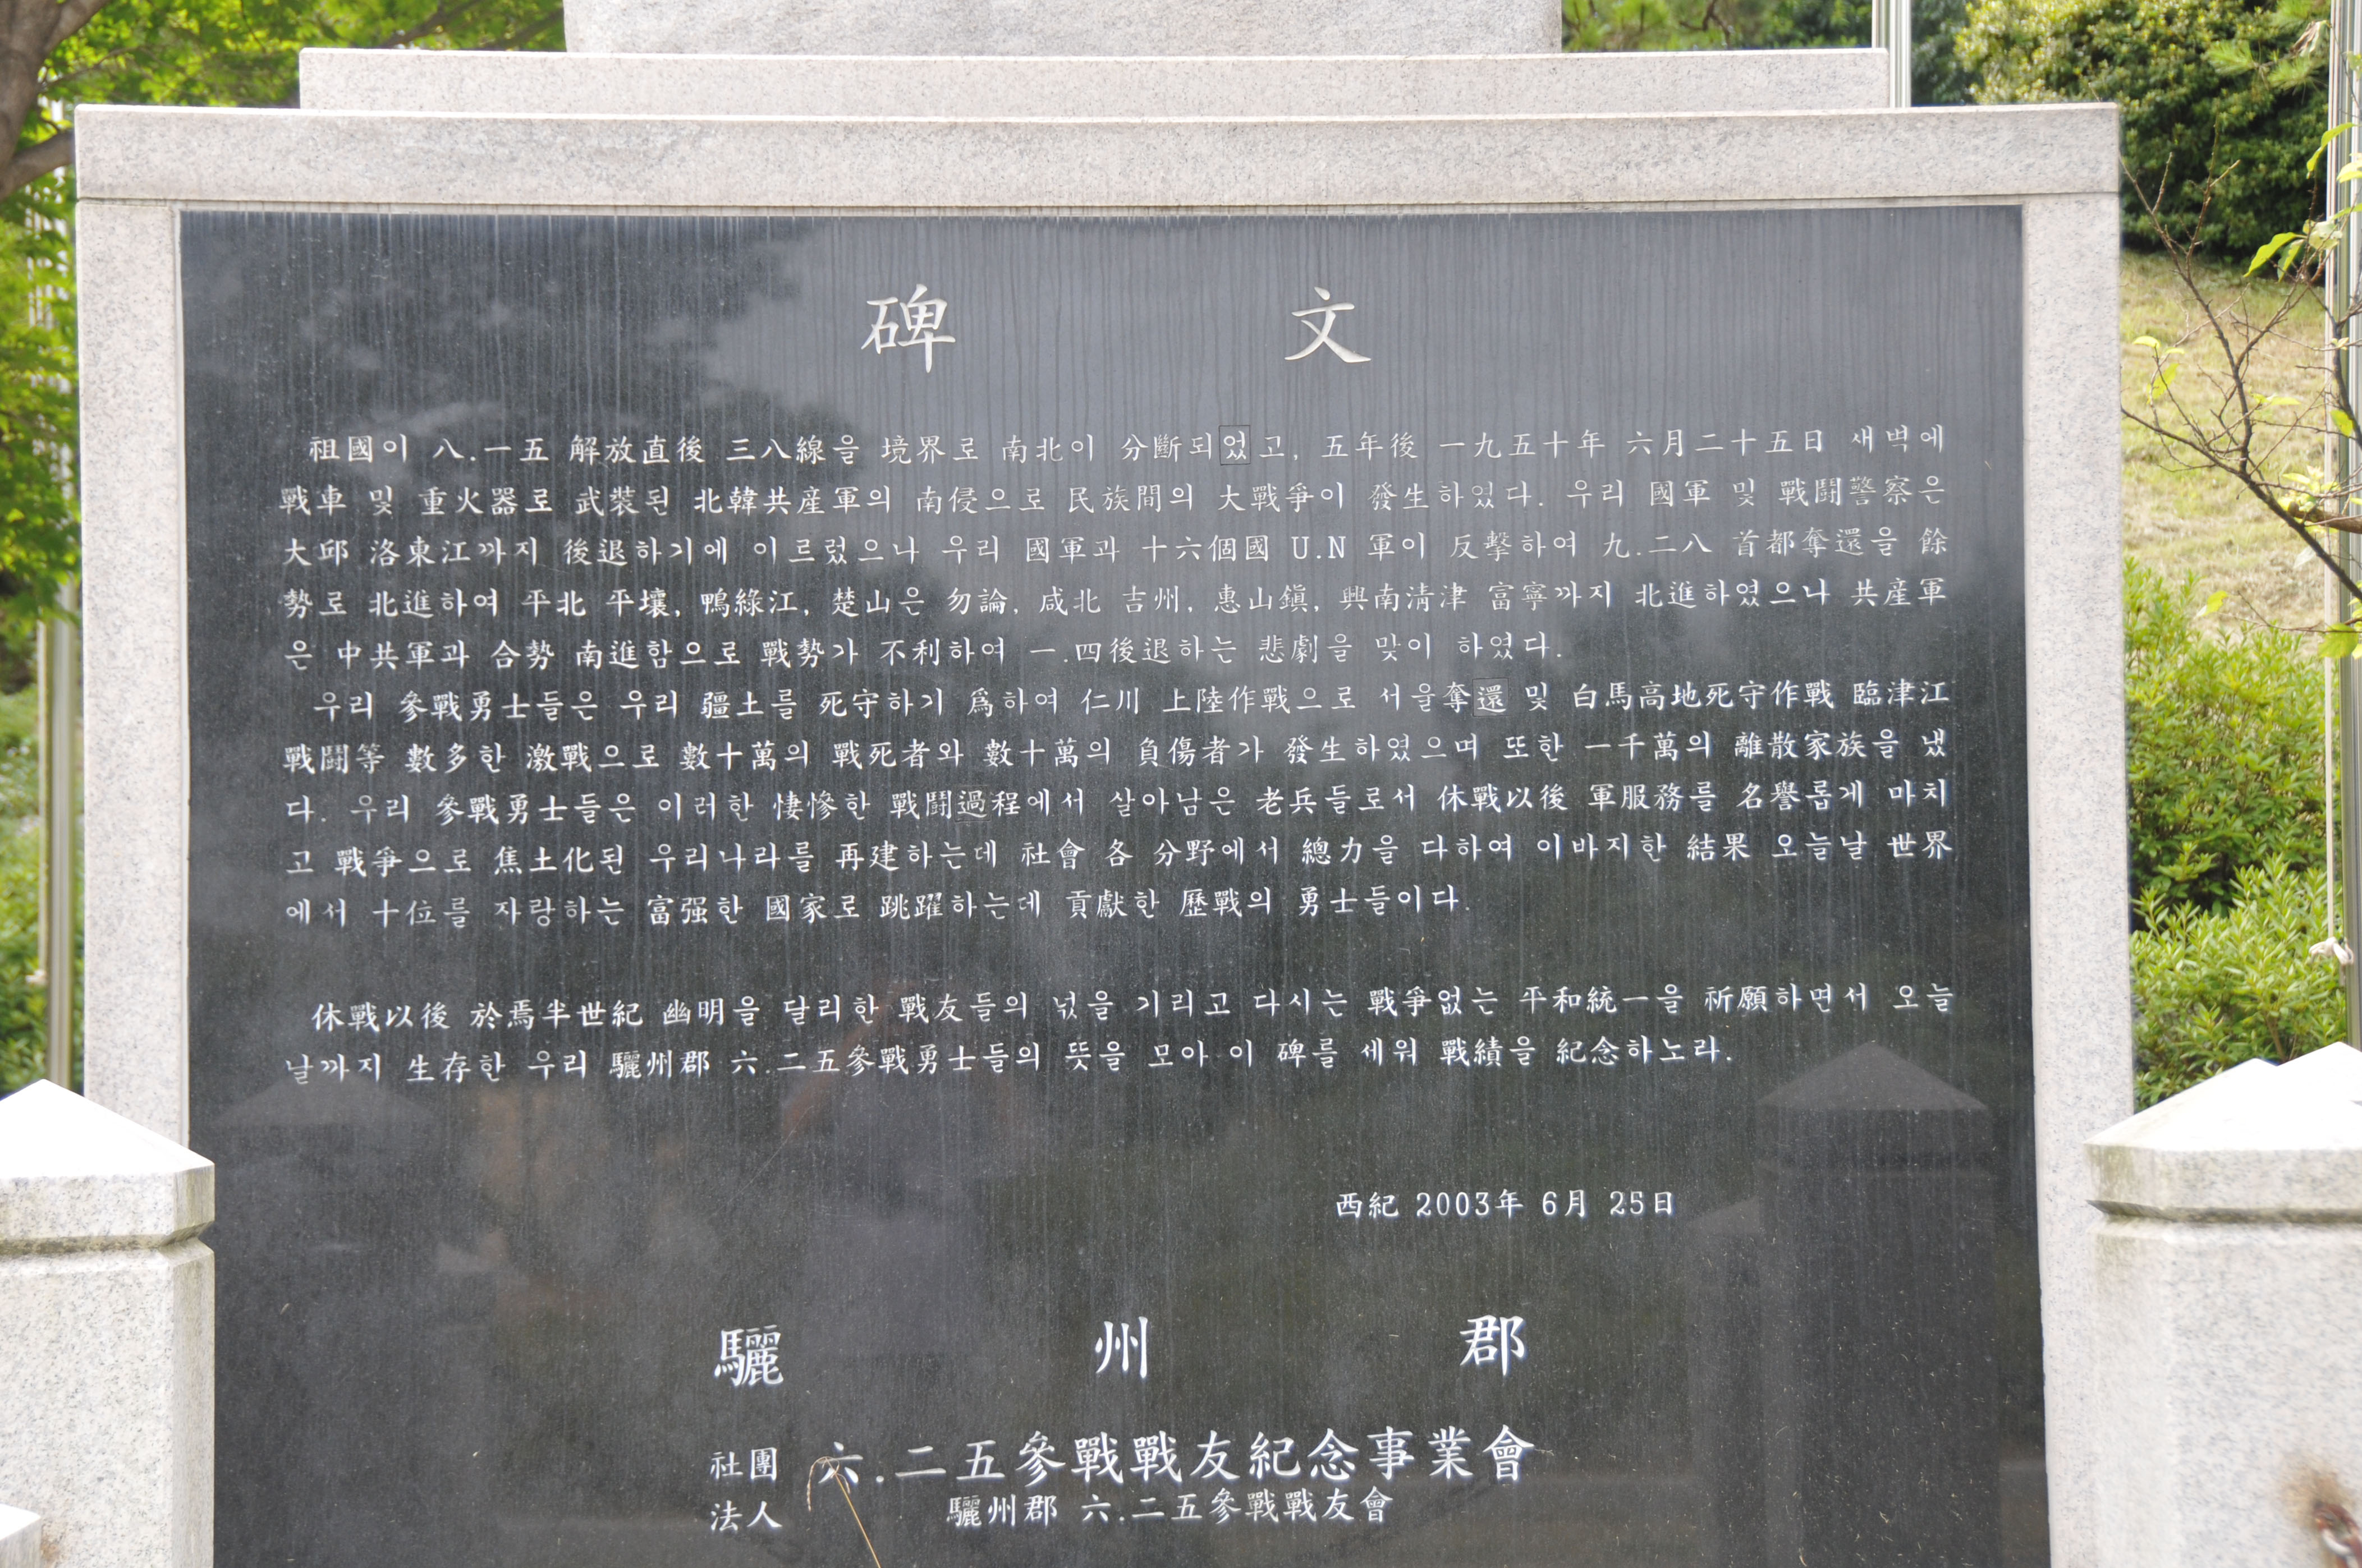 碑 文
祖國이 八.一五 解放直後 三八線을 境界로 南北이 分斷되었고, 五年後 一九五十年 六月二十五日 새벽에
戰車 및 重火器로 武裝된 北韓共産軍의 南侵으로 民族間의 大戰爭이 發生하였다. 우리 國軍 및 戰鬪警察은
大邱 洛東江까지 後退하기에 이르렀으나 우리 國軍과 十六個國 U.N 軍이 反擊하여 九.二八 首都奪還을 餘
勢로 北進하여 平北 平壤, 鴨綠江, 楚山은 勿論, 咸北 吉州, 惠山鎭, 興南淸津 富寧까지 北進하였으나 共産軍
은 中共軍과 合勢 南進함으로 戰勢가 不利하여 一.四後退하는 悲劇을 맞이 하였다.
우리 參戰勇士들은 우리 疆土를 死守하기 爲하여 仁川 上陸作戰으로 서울奪還 및 白馬高地死守作戰 臨津江
戰鬪等 數多한 激戰으로 數十萬의 戰死者와 數十萬의 負傷者가 發生하였으며 또한 一千萬의 離散家族을 냈
다. 우리 參戰勇士들은 이러한 悽慘한 戰鬪過程에서 살아남은 老兵들로서 休戰以後 軍服務를 名譽롭게 마치
고 戰爭으로 焦土化된 우리나라를 再建하는데 社會 各 分野에서 總力을 다하여 이바지한 結果 오늘날 世界
에서 十位를 자랑하는 富强한 國家로 跳躍하는데 貢獻한 歷戰의 勇士들이다.
休戰以後 於焉半世紀 幽明을 달리한 戰友들의 넋을 기리고 다시는 戰爭없는 平和統一을 祈願하면서 오늘
날까지 生存한 우리 驪州郡 六.二五參戰勇士들의 뜻을 모아 이 碑를 세워 戰績을 紀念하노라.
西紀 2003年 6月 25日
驪 州 郡
社團 六.二五參戰戰友紀念事業會
法人 驪州郡 六.二五參戰戰友會